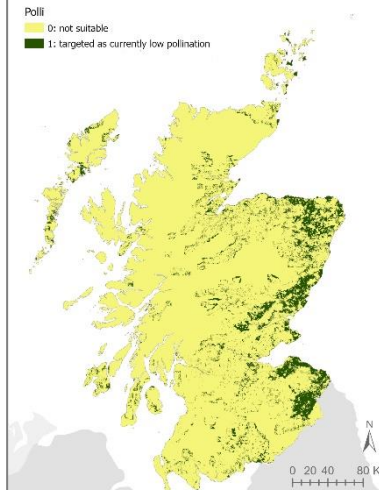 Polli
0: not suitable
1: targeted as currently low pollination
N
0 20 40 80 K